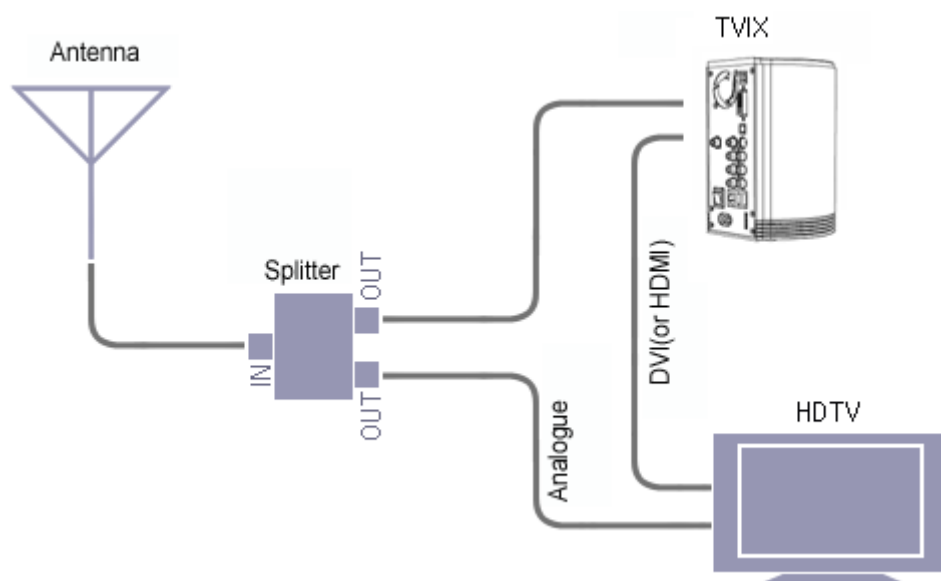 TVIX
Antenna
Splitter
OUT
IN
OUT
DVI(or HDMI)
Analogue
HDTV